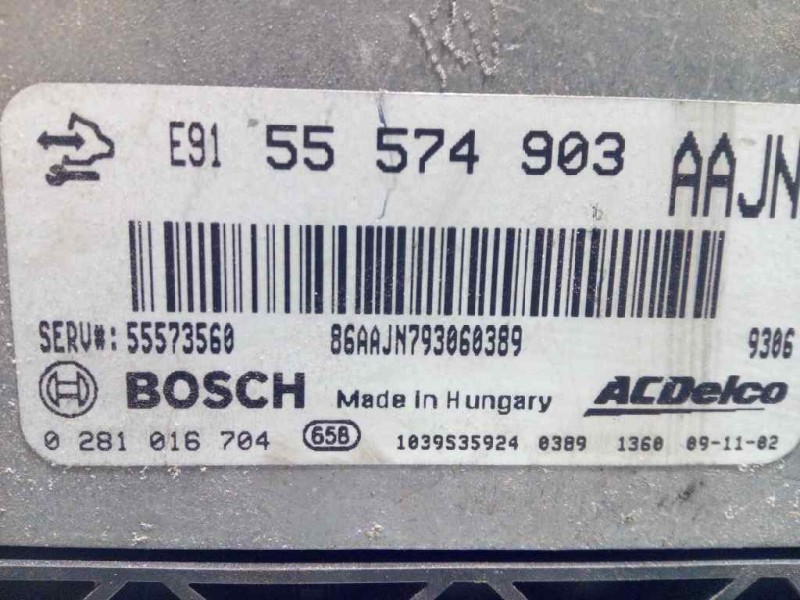 E91 55 574 903 AAJN
SERV#: 55573560 86AAJN793060389 9306
BOSCH Made in Hungary ACDelco
0 281 016 704 658 1039535924 0389 1360 09-11-02